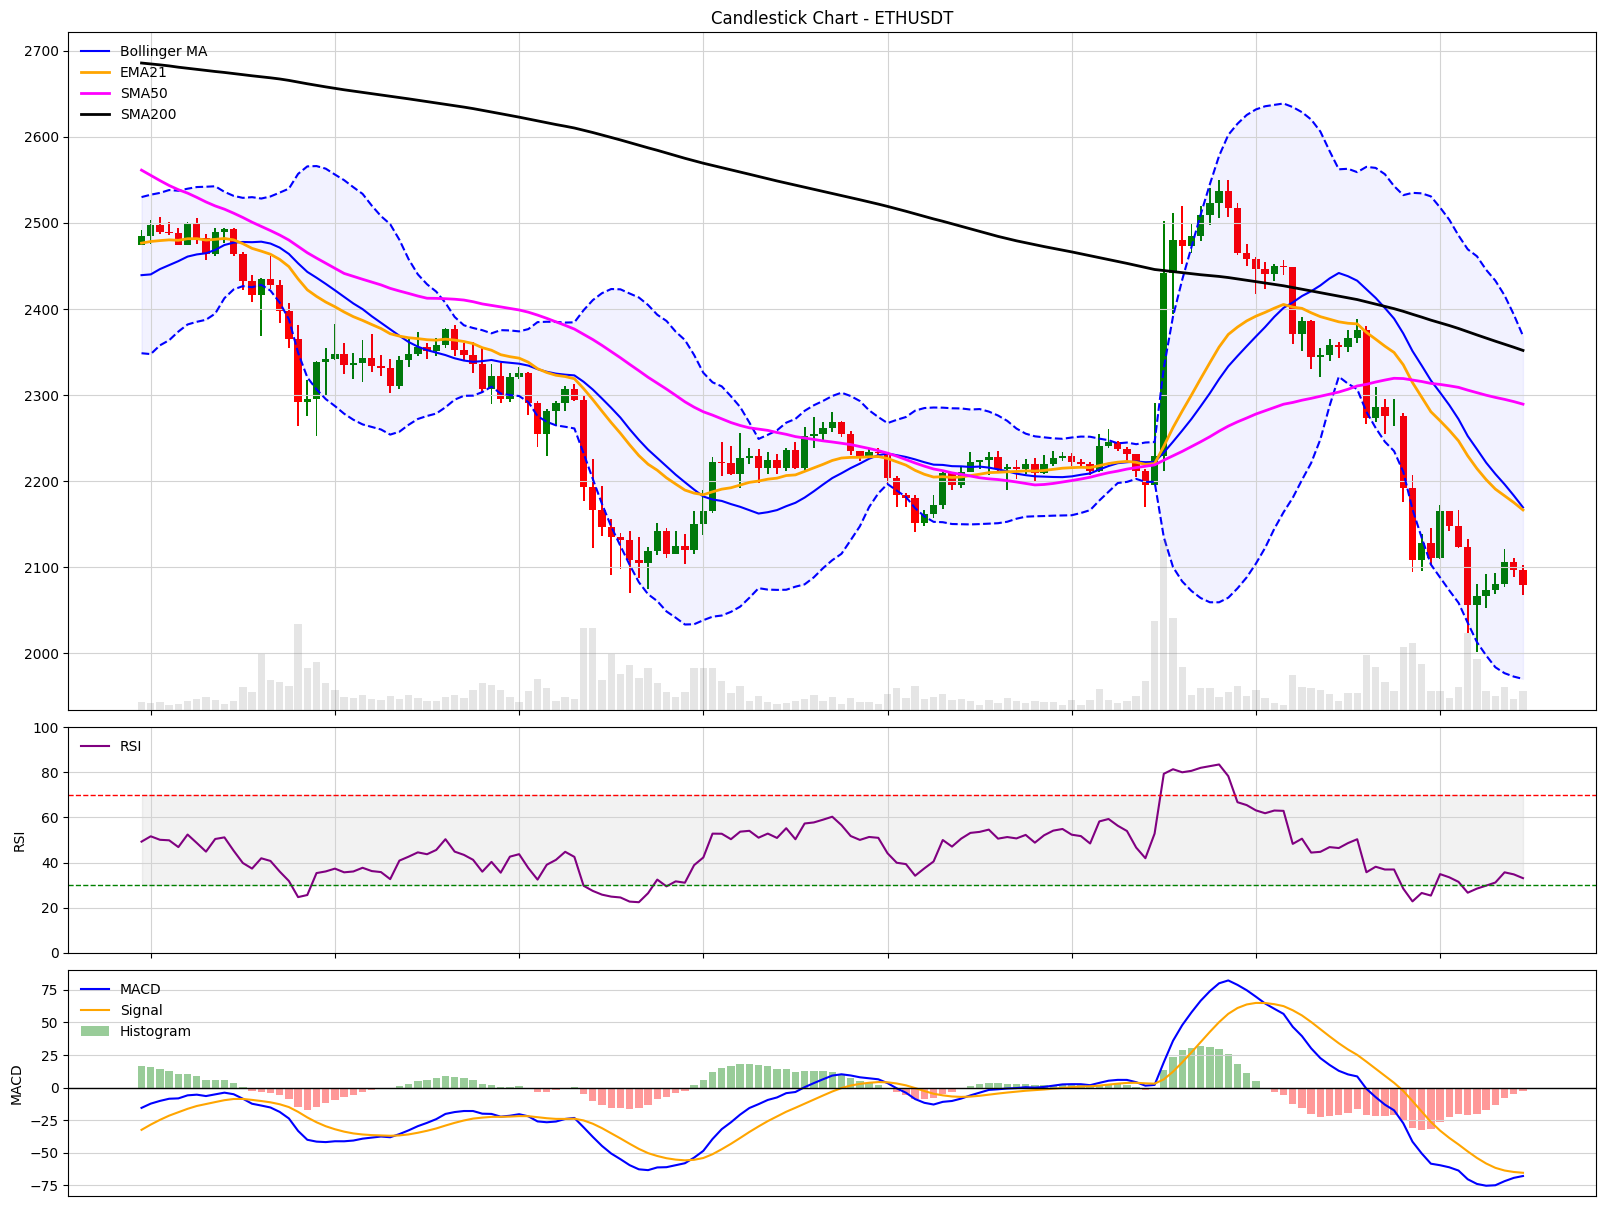 Candlestick Chart - ETHUSDT
Bollinger MA
EMA21
SMA50
SMA200
2700
2600
2500
2400
2300
2200
2100
2000
RSI
RSI
100
80
60
40
20
0
MACD
Signal
Histogram
MACD
75
50
25
0
−25
−50
−75